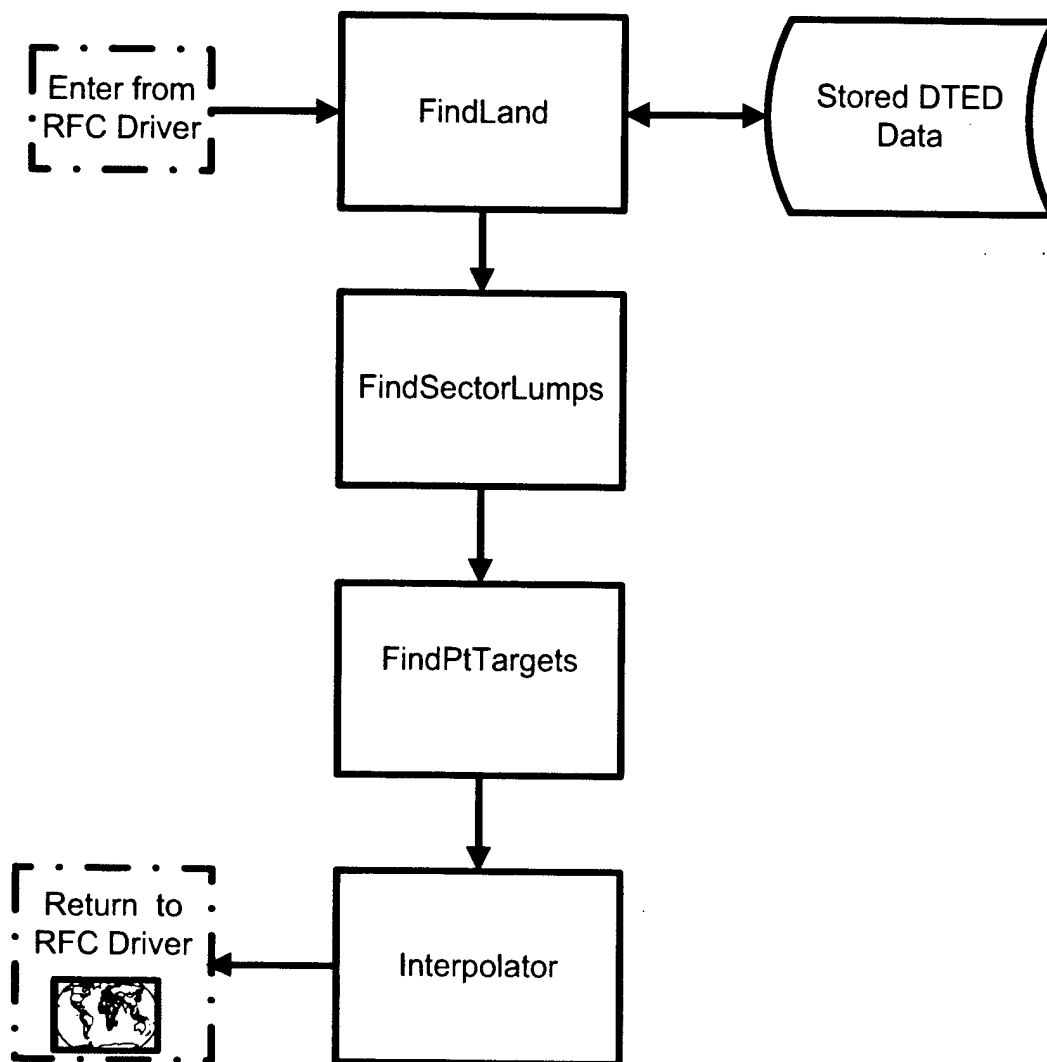 Enter from
RFC Driver
FindLand
Stored DTED
Data
FindSectorLumps
FindPtTargets
Return to
RFC Driver
Interpolator